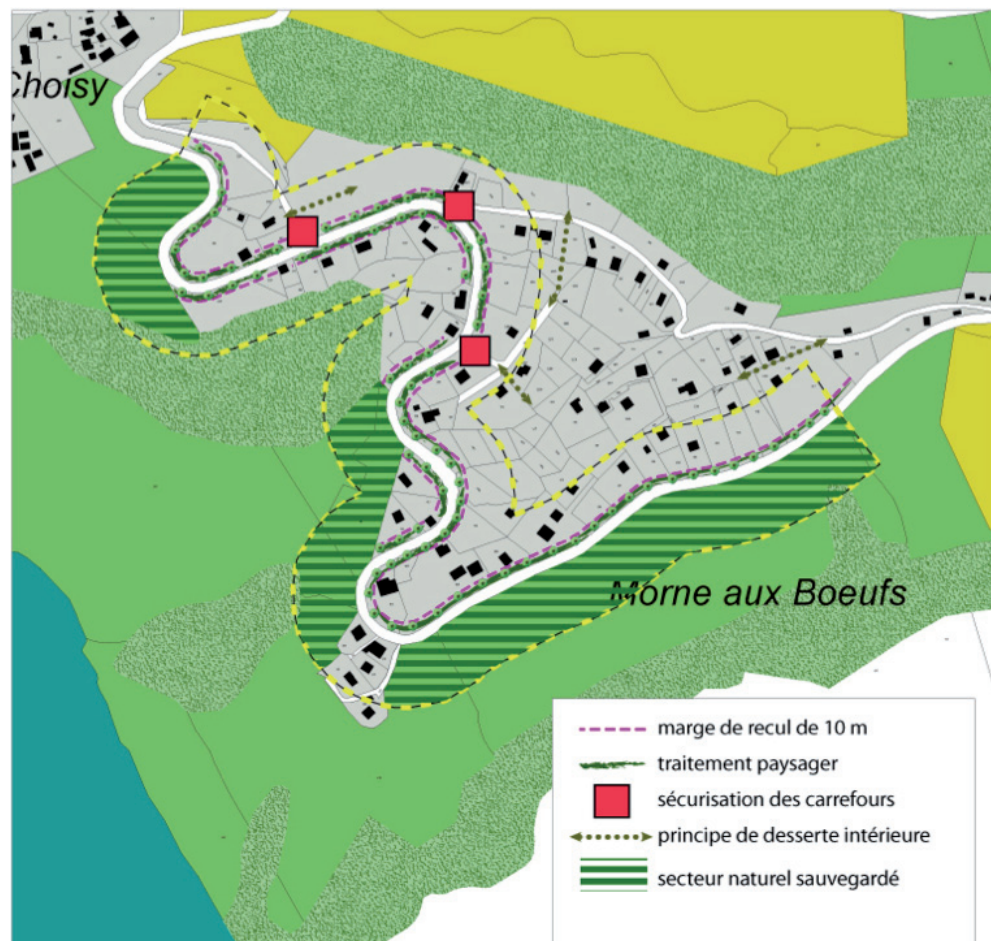 Choisy
Morne aux Boeufs
marge de recul de 10 m
traitement paysager
sécurisation des carrefours
principe de desserte intérieure
secteur naturel sauvegardé